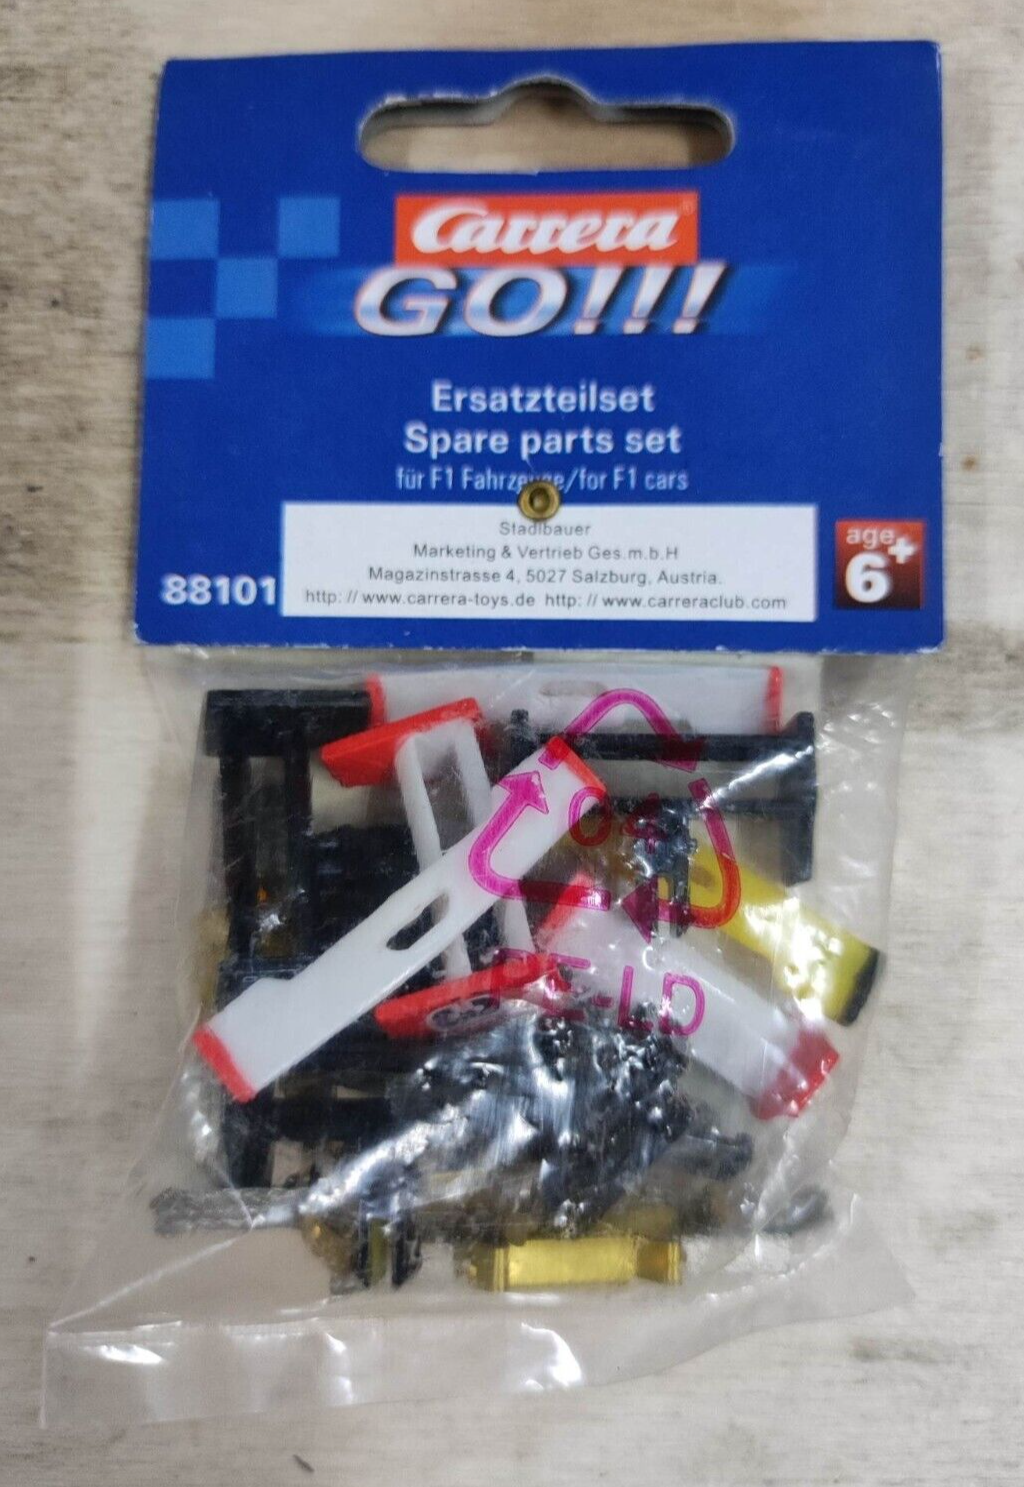 Carrera®
GO!!!
Ersatzteilset
Spare parts set
für F1 Fahrzeuge/for F1 cars
Stadlbauer
Marketing & Vertrieb Ges.m.b.H
Magazinstrasse 4, 5027 Salzburg, Austria.
http: // www.carrera-toys.de http: // www.carreraclub.com
88101
age
6+
04
PE-LD